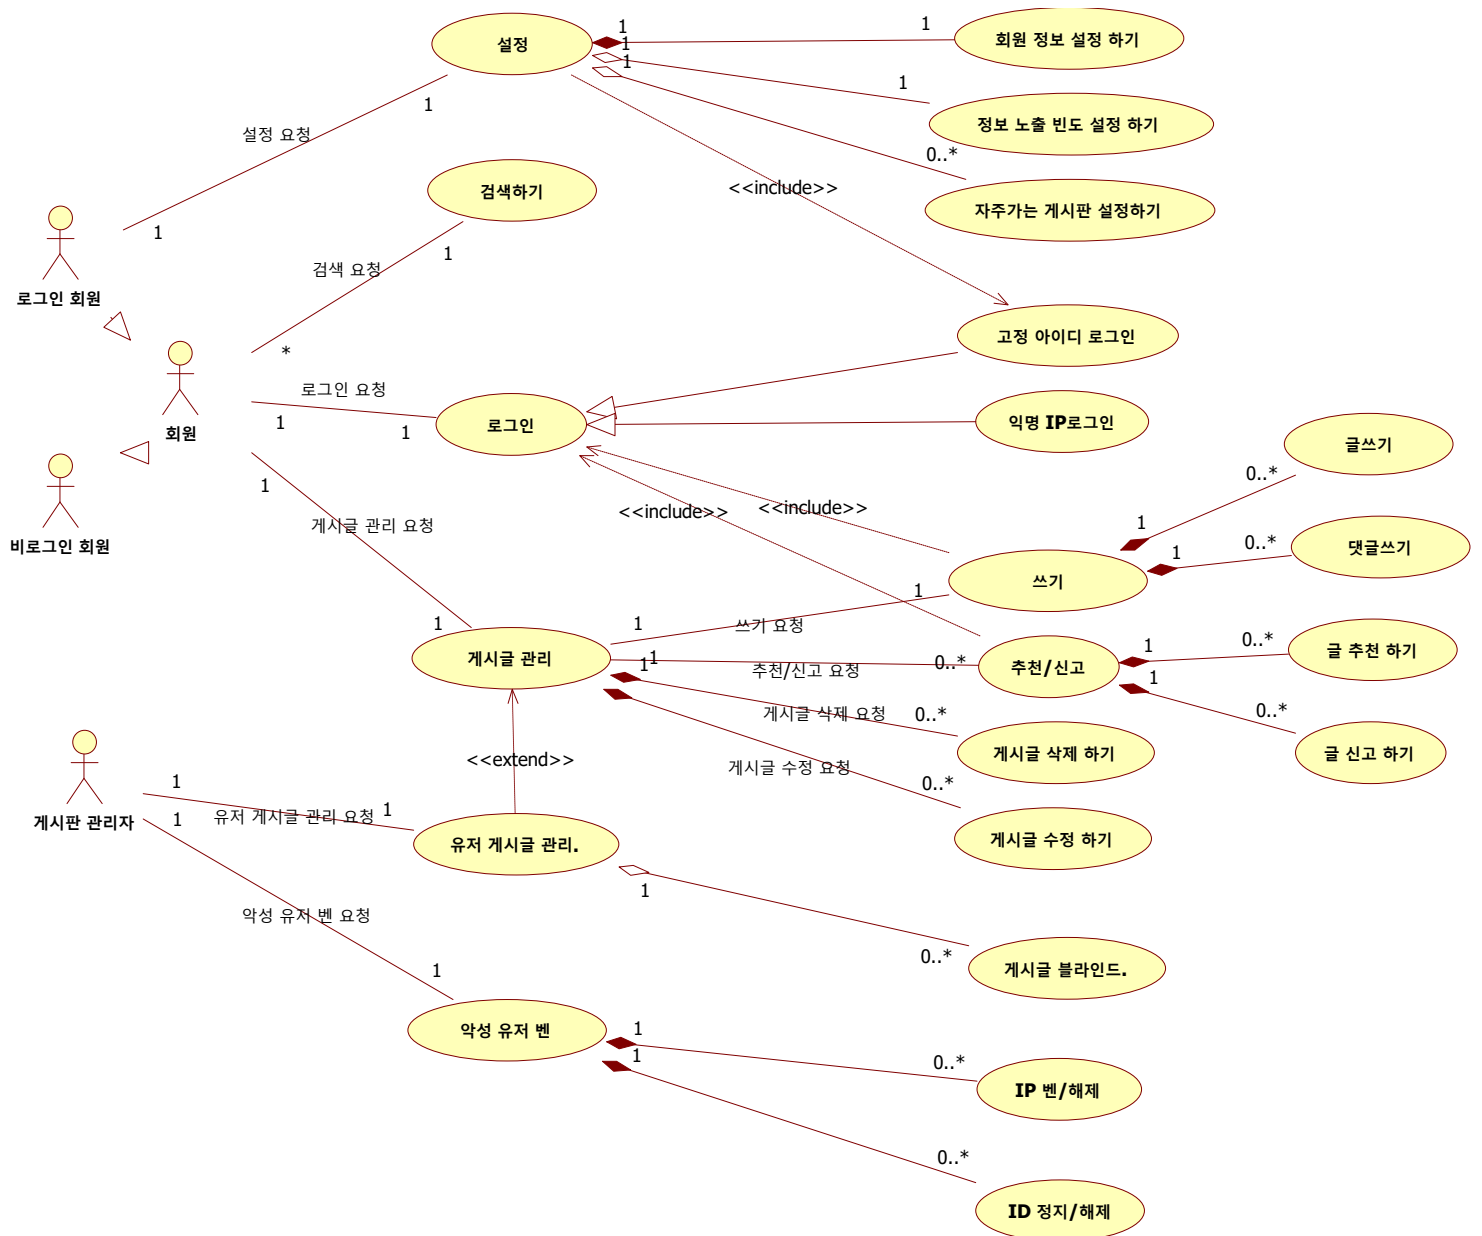 설정
1
1
회원 정보 설정 하기
1
1
1
1
정보 노출 빈도 설정 하기
설정 요청
0..*
<<include>>
자주가는 게시판 설정하기
검색하기
1
1
검색 요청
로그인 회원
고정 아이디 로그인
*
로그인 요청
회원
1
1
로그인
익명 IP로그인
글쓰기
0..*
1
<<include>>
<<include>>
게시글 관리 요청
1
0..*
댓글쓰기
비로그인 회원
1
쓰기
1
1
1
쓰기 요청
1
0..*
글 추천 하기
게시글 관리
1
1
추천/신고 요청
0..*
추천/신고
1
게시글 삭제 요청
0..*
0..*
<<extend>>
게시글 수정 요청
게시글 삭제 하기
글 신고 하기
0..*
1
1
게시판 관리자
1
유저 게시글 관리 요청
유저 게시글 관리.
게시글 수정 하기
1
악성 유저 벤 요청
0..*
게시글 블라인드.
1
악성 유저 벤
1
1
0..*
IP 벤/해제
0..*
ID 정지/해제